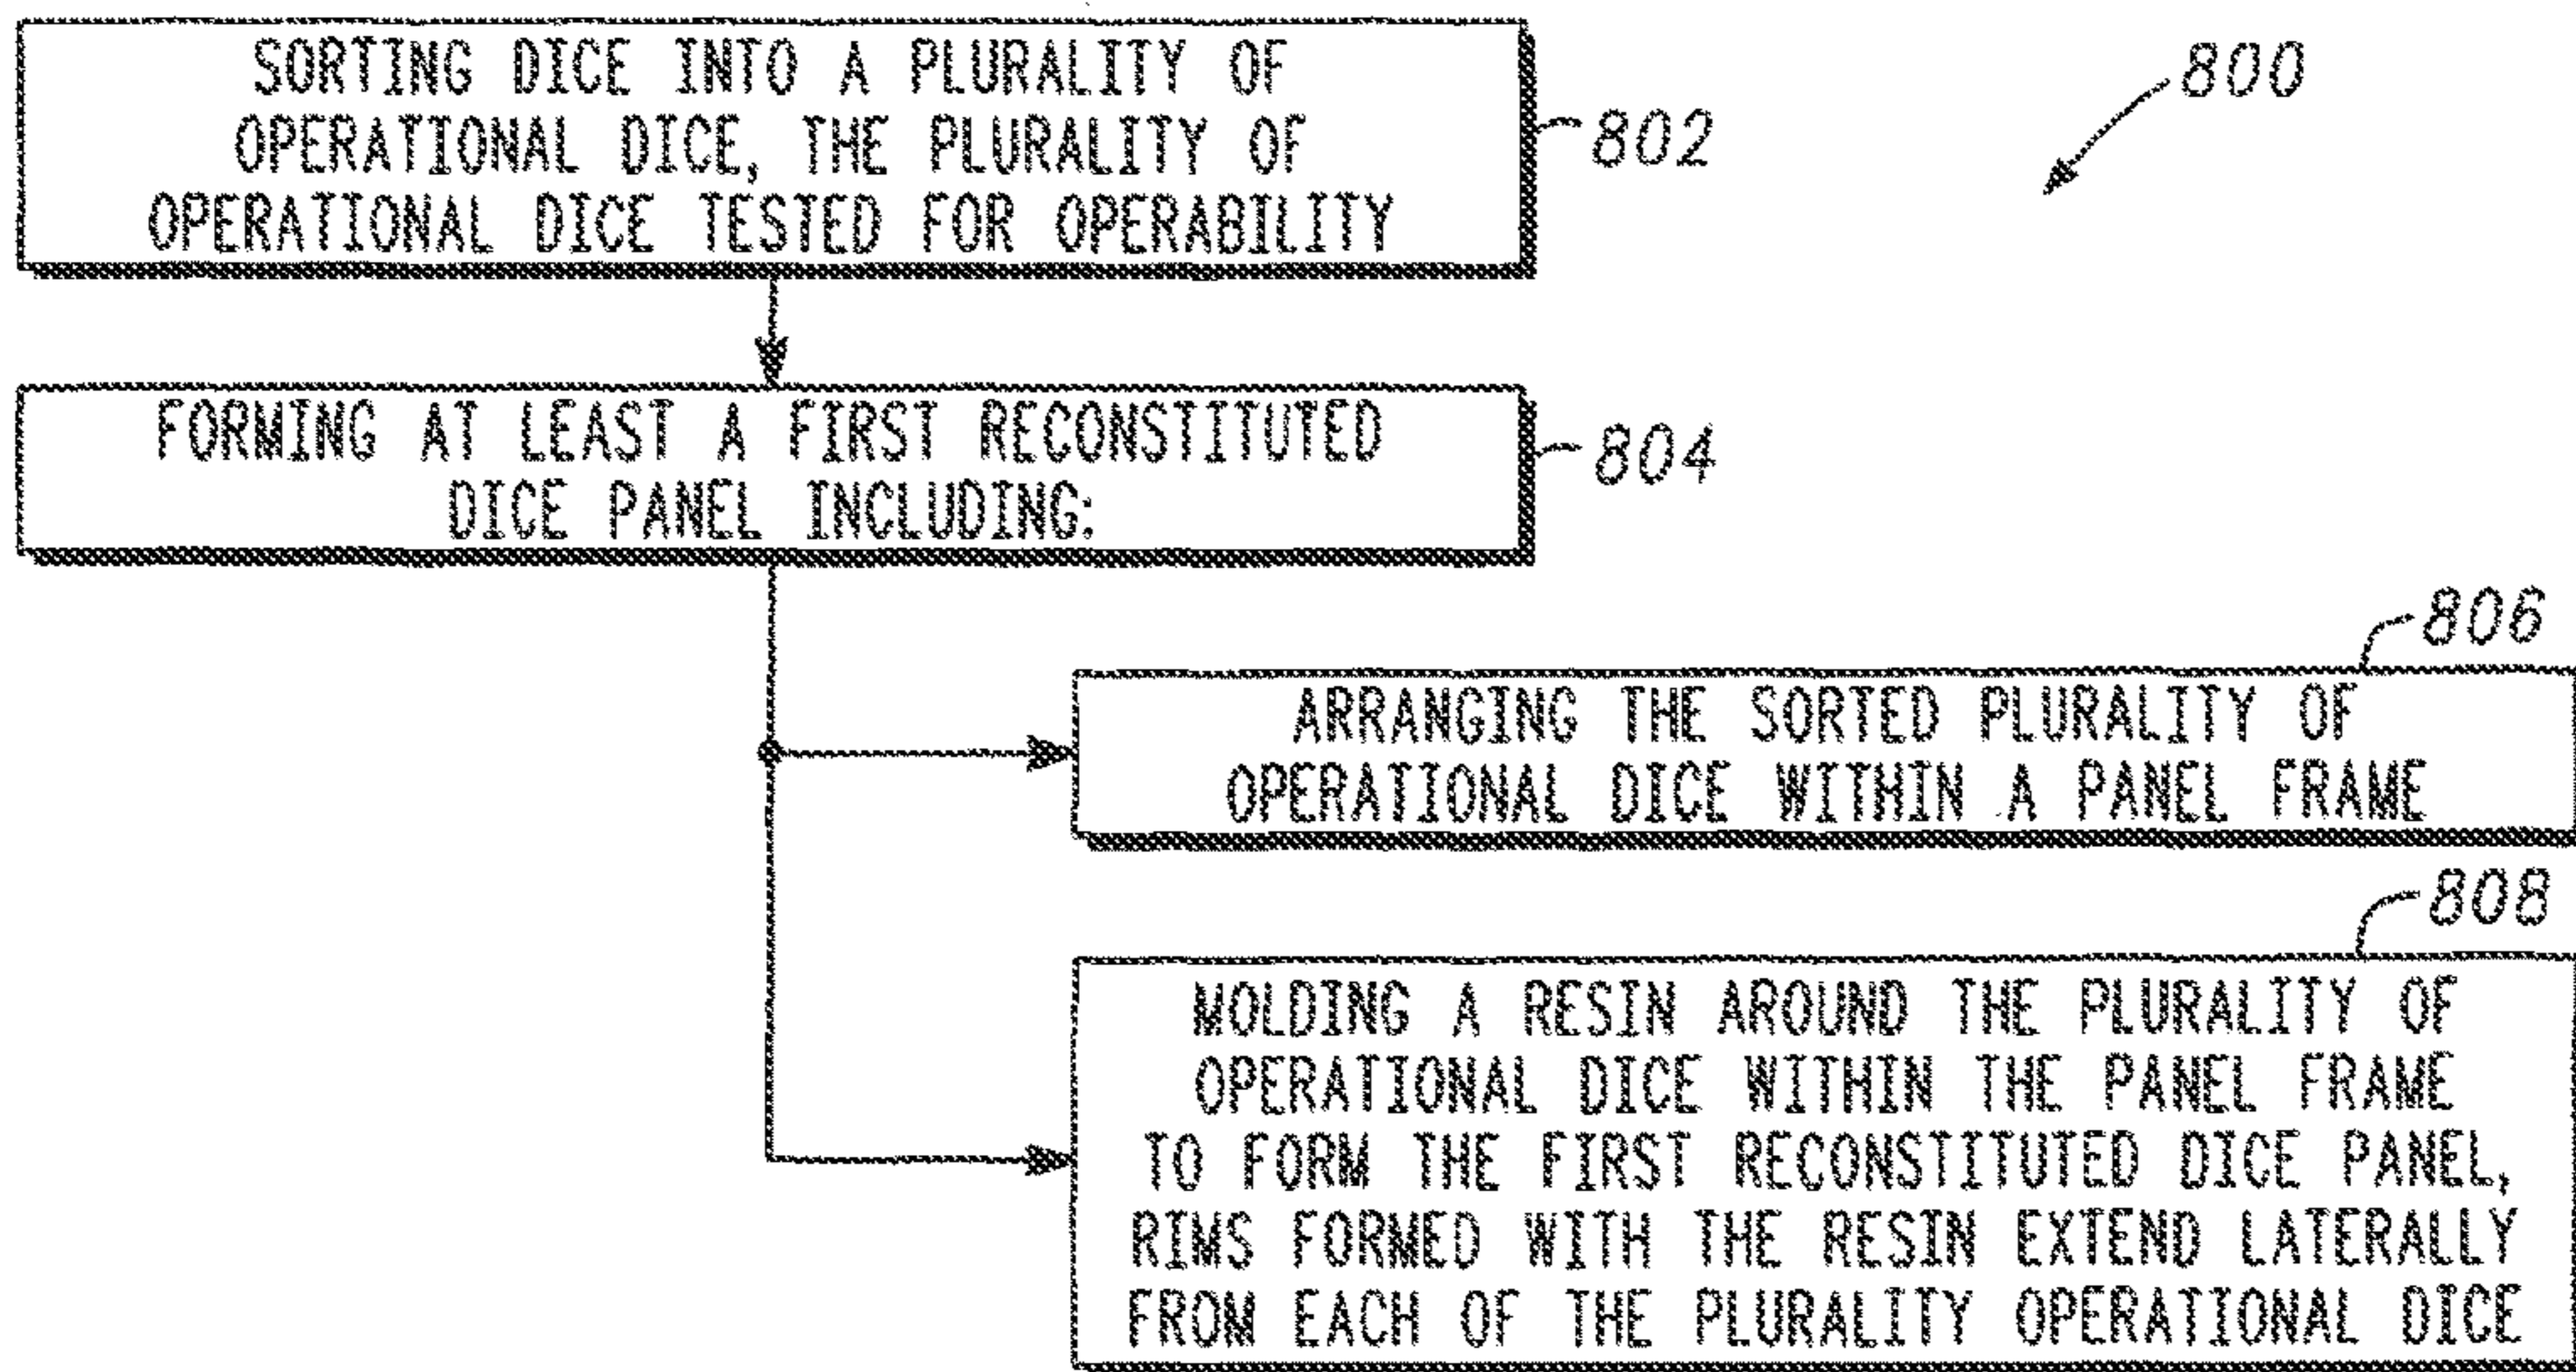 SORTING DICE INTO A PLURALITY OF
OPERATIONAL DICE, THE PLURALITY OF
OPERATIONAL DICE TESTED FOR OPERABILITY
802
800
FORMING AT LEAST A FIRST RECONSTITUTED
DICE PANEL INCLUDING:
804
806
ARRANGING THE SORTED PLURALITY OF
OPERATIONAL DICE WITHIN A PANEL FRAME
808
MOLDING A RESIN AROUND THE PLURALITY OF
OPERATIONAL DICE WITHIN THE PANEL FRAME
TO FORM THE FIRST RECONSTITUTED DICE PANEL,
RIMS FORMED WITH THE RESIN EXTEND LATERALLY
FROM EACH OF THE PLURALITY OPERATIONAL DICE